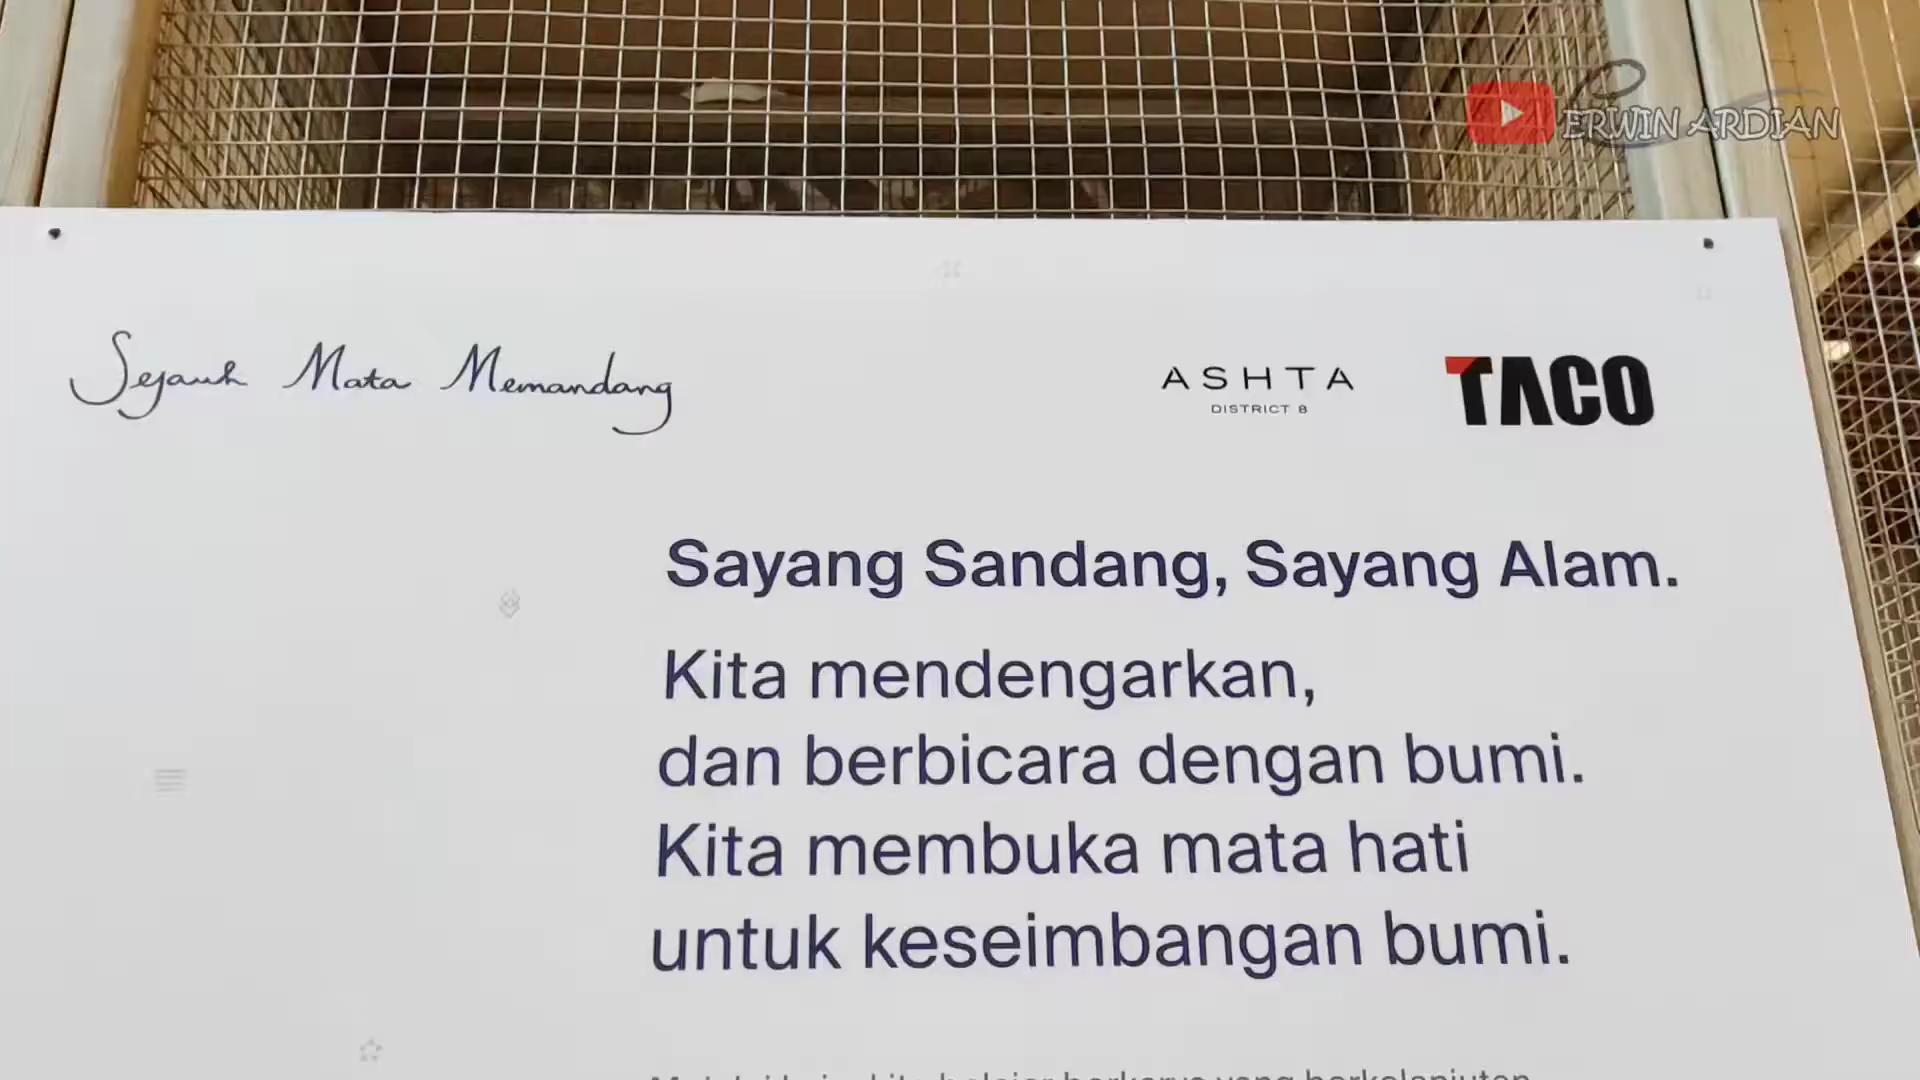 ERWIN ARDIAN
Sejauh Mata Memandang
ASHTA
DISTRICT 8
TACO
Sayang Sandang, Sayang Alam.
Kita mendengarkan,
dan berbicara dengan bumi.
Kita membuka mata hati
untuk keseimbangan bumi.